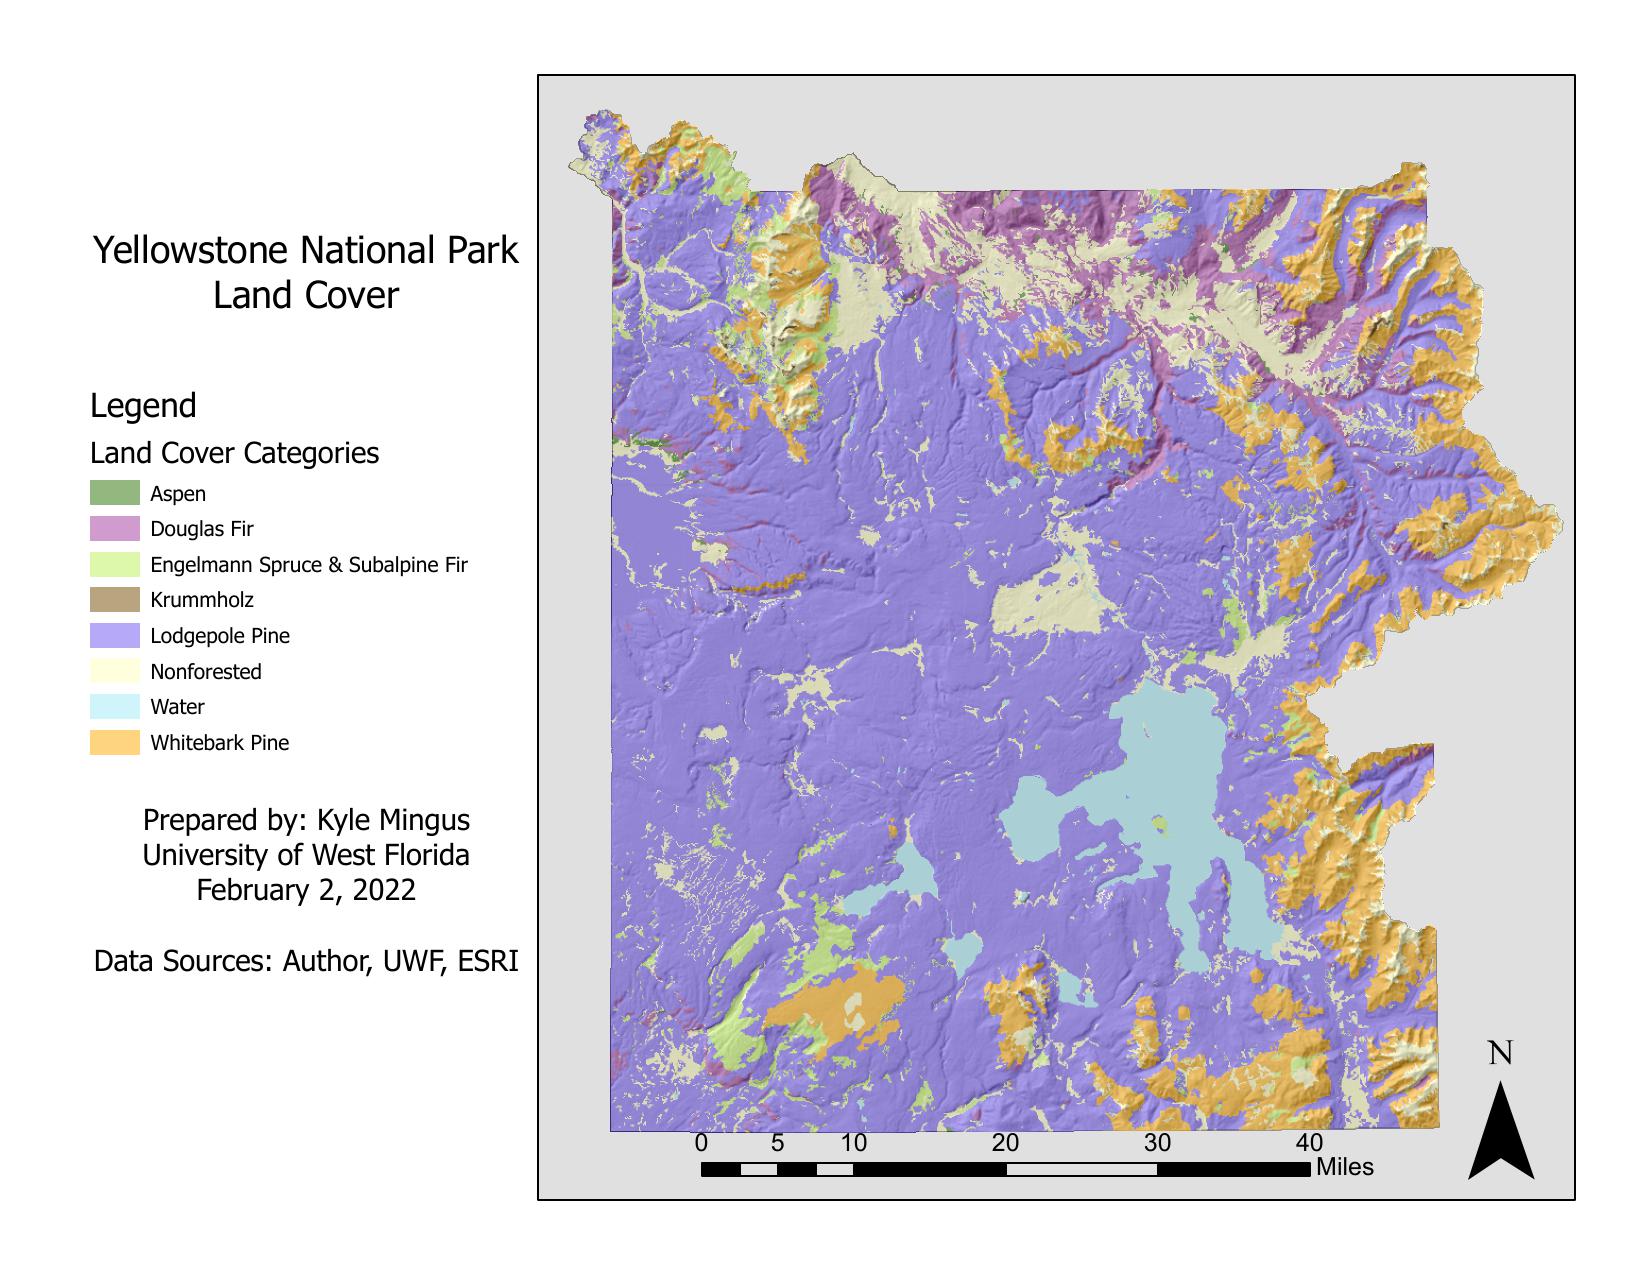 Yellowstone National Park
Land Cover
Legend
Land Cover Categories
Aspen
Douglas Fir
Engelmann Spruce & Subalpine Fir
Krummholz
Lodgepole Pine
Nonforested
Water
Whitebark Pine
Prepared by: Kyle Mingus
University of West Florida
February 2, 2022
Data Sources: Author, UWF, ESRI
N
0 5 10 20 30 40
Miles